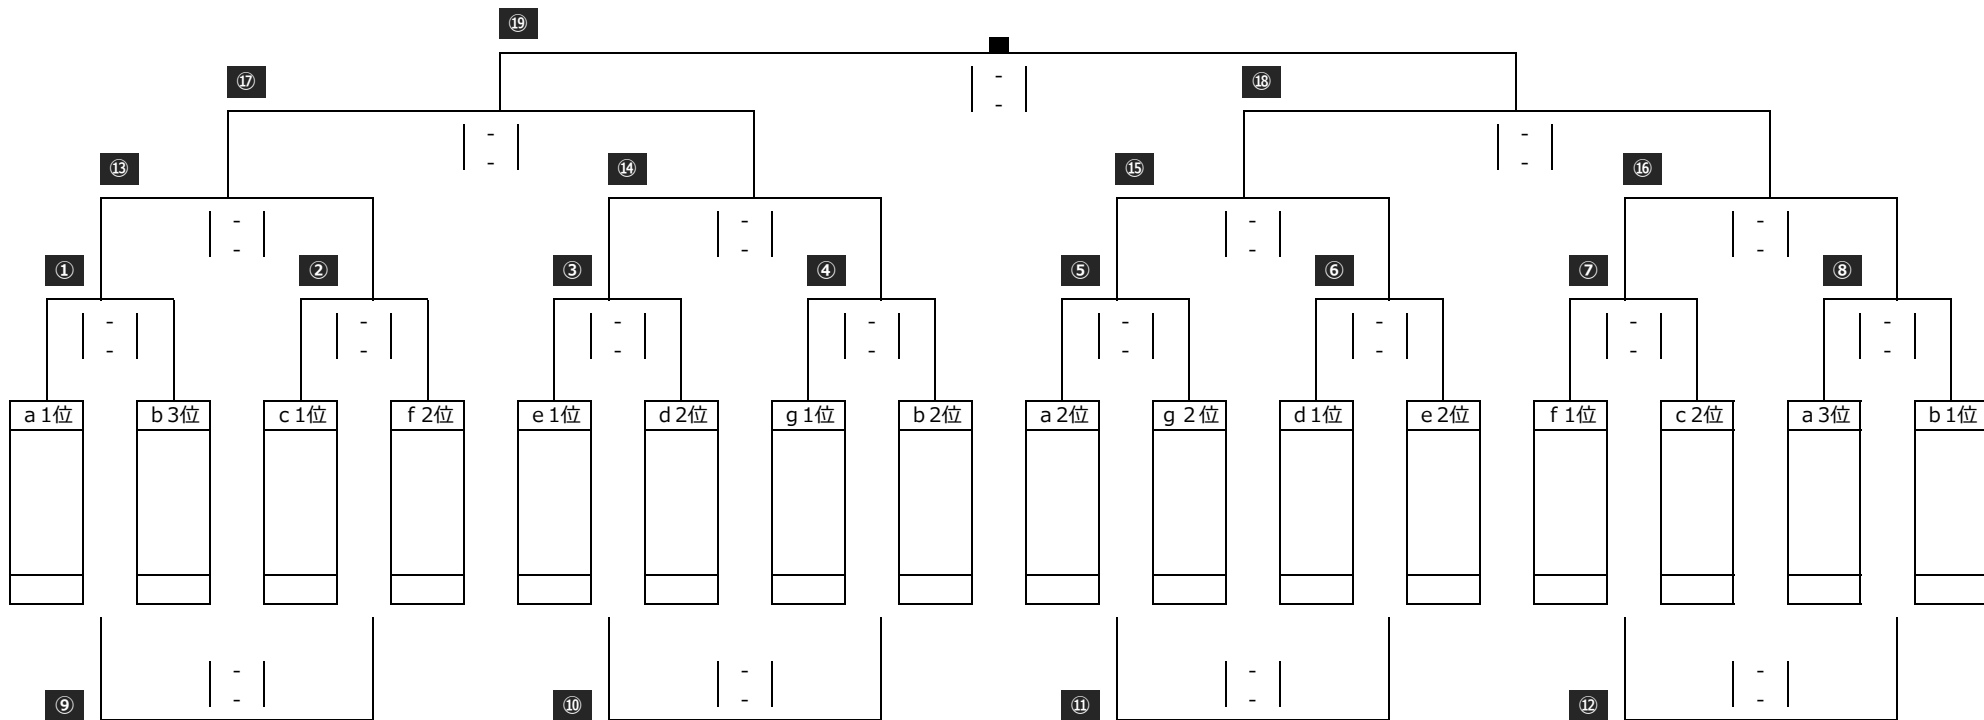 ⑲
-
⑰ ⑱
-
- -
- -
⑬ ⑭ ⑮ ⑯
- - - -
- - - -
① ② ③ ④ ⑤ ⑥ ⑦ ⑧
- - - - - - - -
- - - - - - - -
a 1位 b 3位 c 1位 f 2位 e 1位 d 2位 g 1位 b 2位 a 2位 g 2位 d 1位 e 2位 f 1位 c 2位 a 3位 b 1位
- - - -
- - - -
⑨ ⑩ ⑪ ⑫